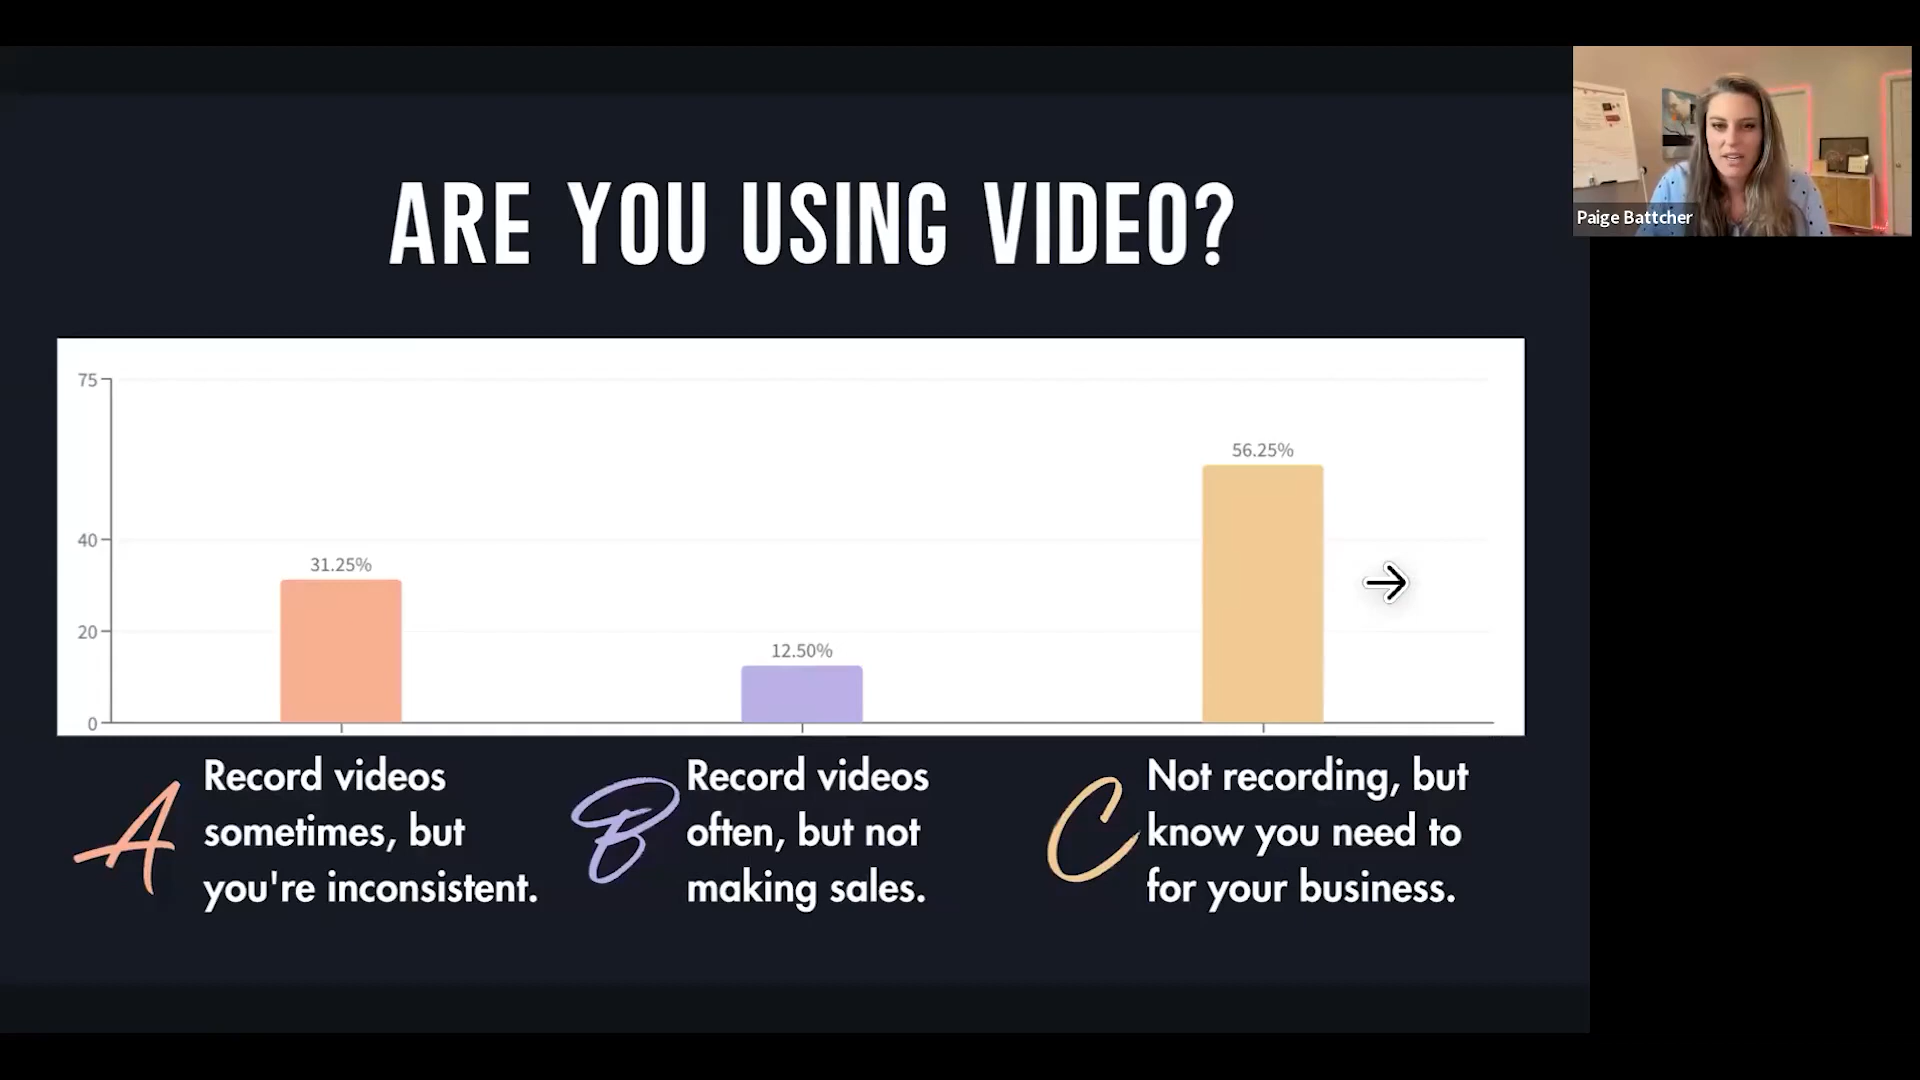 ARE YOU USING VIDEO?
Paige Battcher
75
40
20
0
31.25%
12.50%
56.25%
A
Record videos
sometimes, but
you're inconsistent.
B
Record videos
often, but not
making sales.
C
Not recording, but
know you need to
for your business.